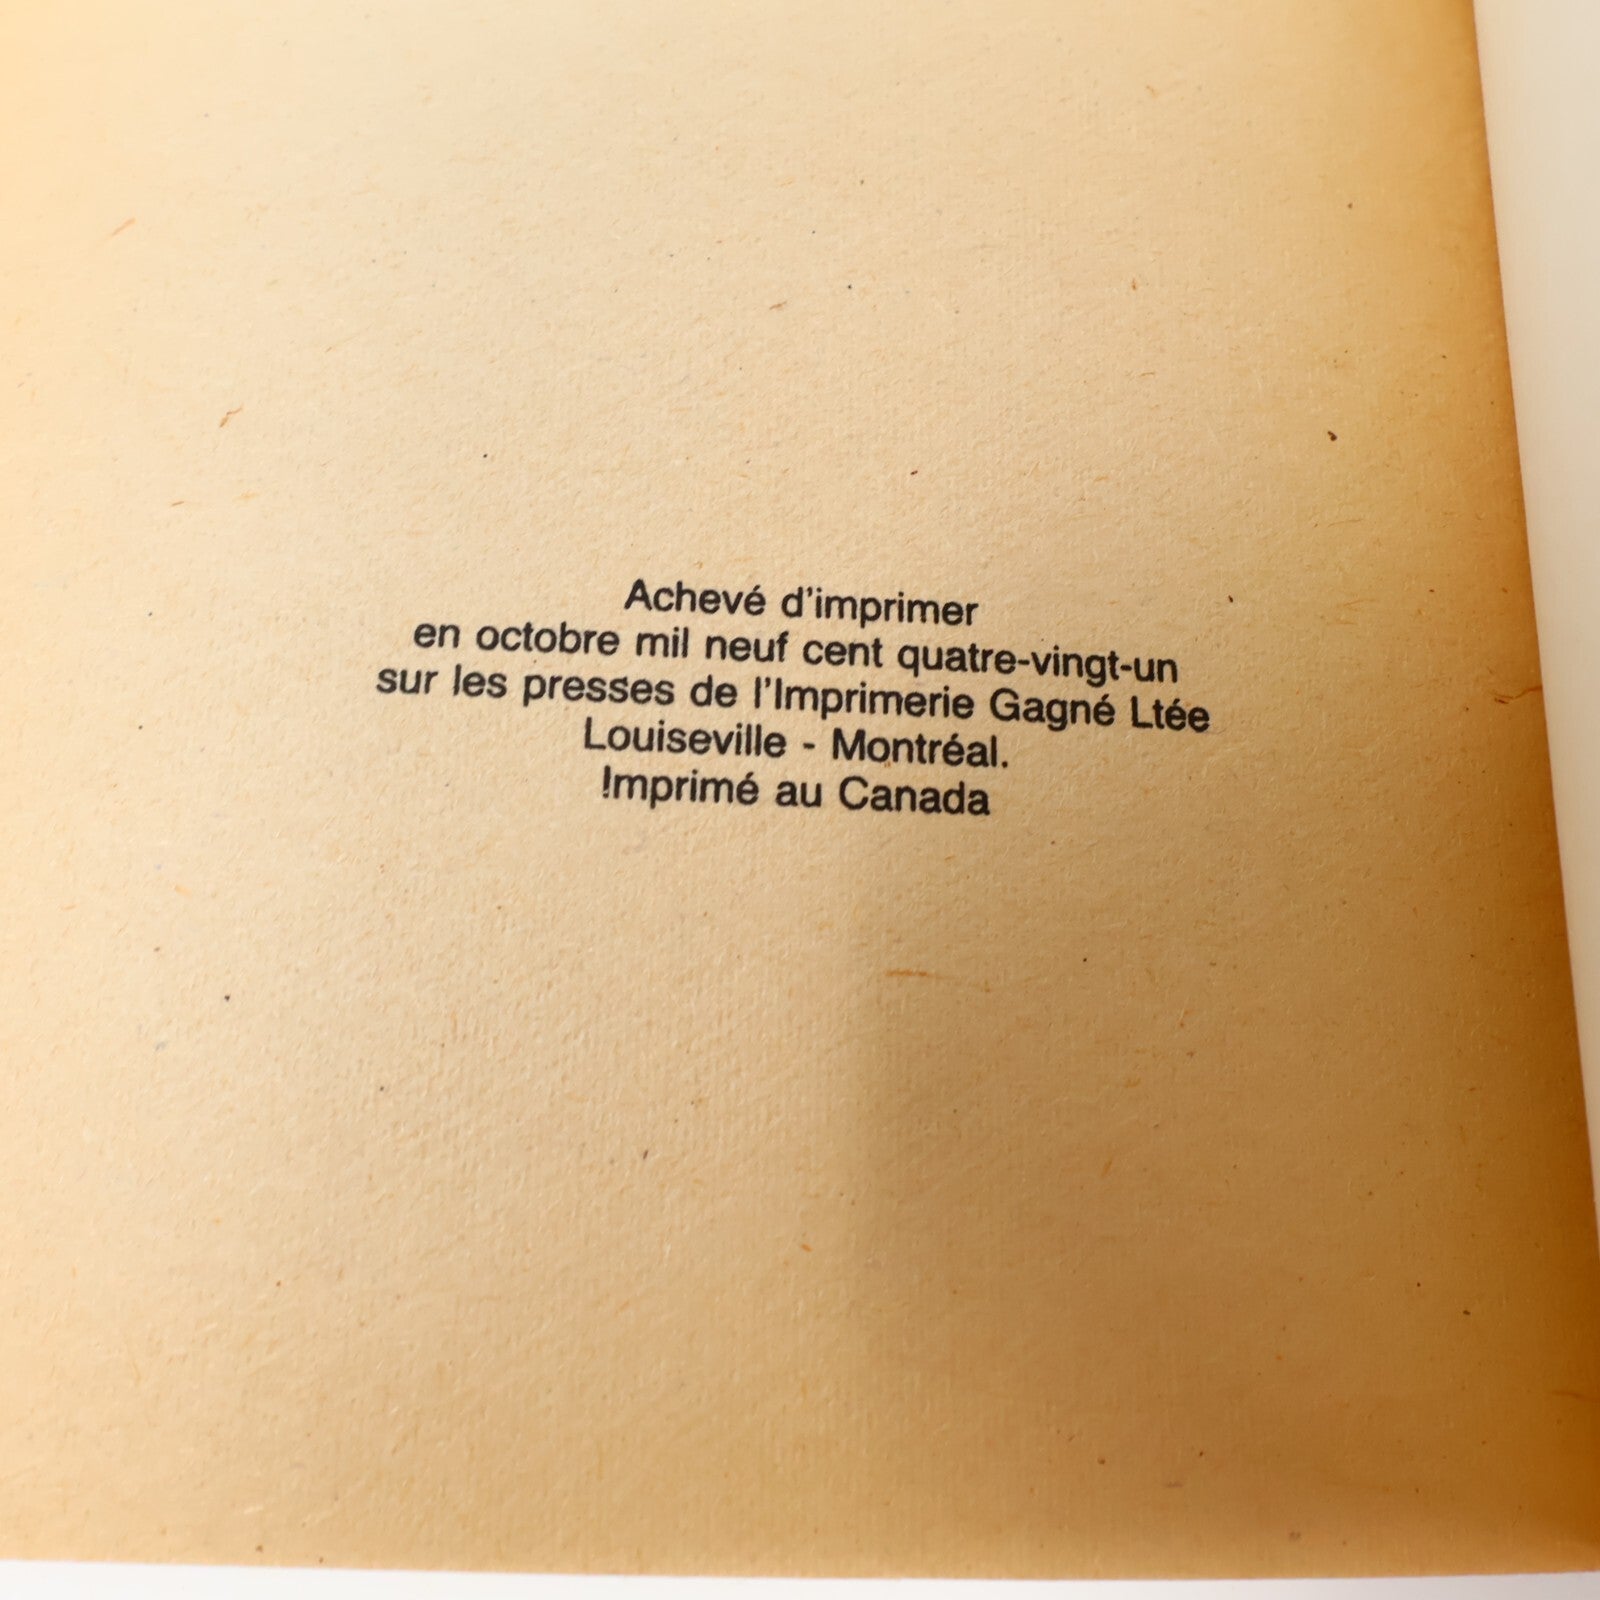 Achevé d'imprimer
en octobre mil neuf cent quatre-vingt-un
sur les presses de l'Imprimerie Gagné Ltée
Louiseville - Montréal.
Imprimé au Canada